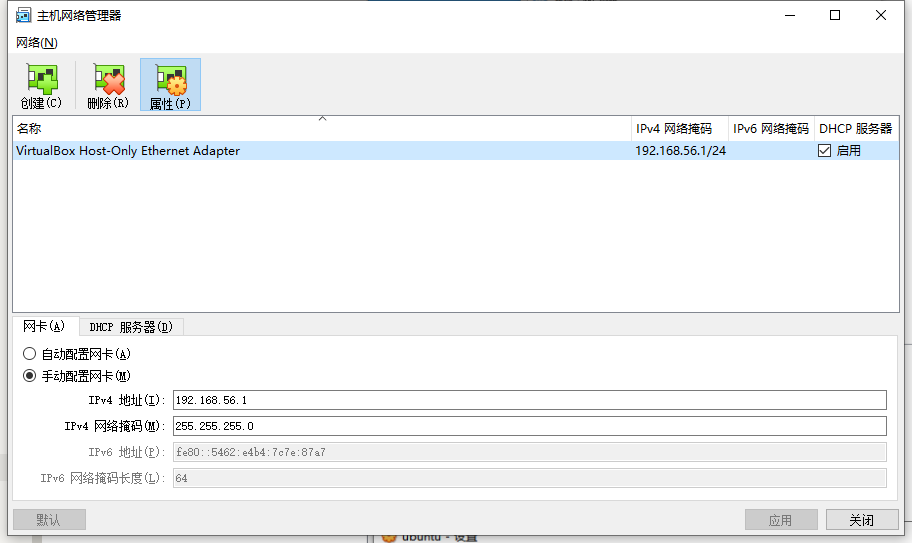 主机网络管理器
网络(N)
创建(C) 删除(R) 属性(P)
名称 IPv4 网络掩码 IPv6 网络掩码 DHCP 服务器
VirtualBox Host-Only Ethernet Adapter 192.168.56.1/24 启用
网卡(A) DHCP 服务器(D)
自动配置网卡(A)
手动配置网卡(M)
IPv4 地址(I): 192.168.56.1
IPv4 网络掩码(M): 255.255.255.0
IPv6 地址(P): fe80::5462:e4b4:7c7e:87a7
IPv6 网络掩码长度(L): 64
默认 应用 关闭
ubuntu - 设置